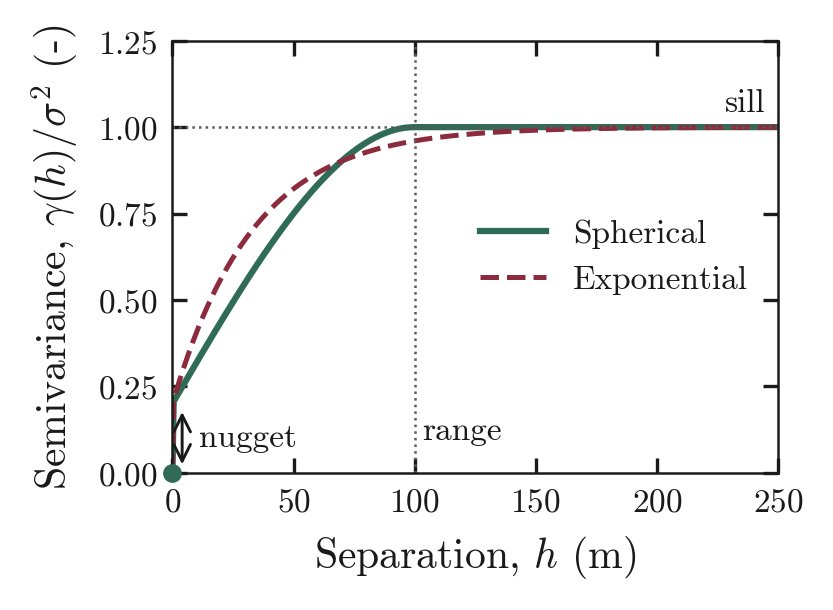 1.25
1.00
0.75
0.50
0.25
0.00
Semivariance, γ(h)/σ² (-)
sill
Spherical
Exponential
nugget
range
0 50 100 150 200 250
Separation, h (m)